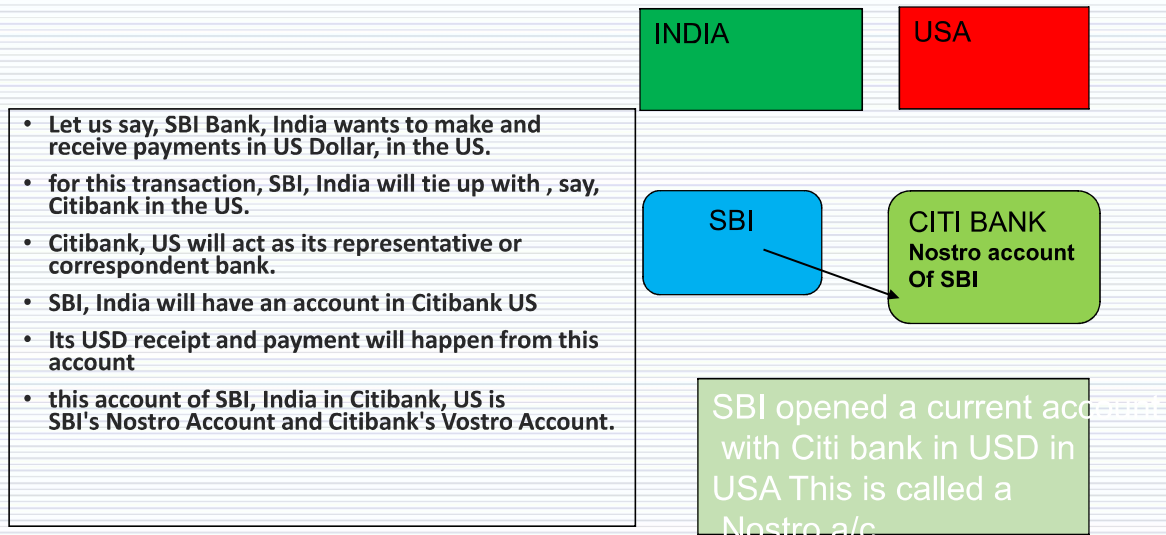 INDIA
USA
• Let us say, SBI Bank, India wants to make and
receive payments in US Dollar, in the US.
• for this transaction, SBI, India will tie up with , say,
Citibank in the US.
• Citibank, US will act as its representative or
correspondent bank.
• SBI, India will have an account in Citibank US
• Its USD receipt and payment will happen from this
account
• this account of SBI, India in Citibank, US is
SBI's Nostro Account and Citibank's Vostro Account.
SBI
CITI BANK
Nostro account
Of SBI
SBI opened a current account
with Citi bank in USD in
USA This is called a
Nostro a/c